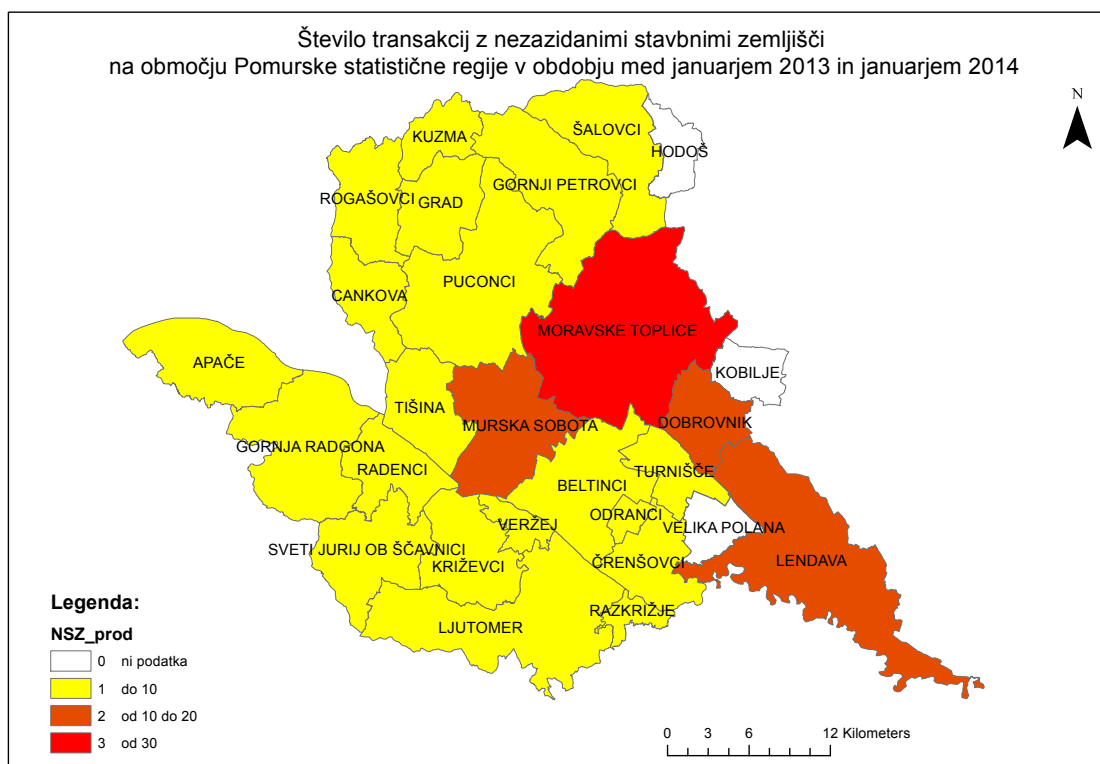 Število transakcij z nezazidanimi stavbnimi zemljišči
na območju Pomurske statistične regije v obdobju med januarjem 2013 in januarjem 2014
N
ŠALOVCI
KUZMA
HODOŠ
GORNJI PETROVCI
ROGAŠOVCI
GRAD
PUCONCI
CANKOVA
MORAVSKE TOPLICE
APAČE
KOBILJE
TIŠINA
MURSKA SOBOTA
DOBROVNIK
GORNJA RADGONA
RADENCI
TURNIŠČE
BELTINCI
ODRANCI
VERŽEJ
VELIKA POLANA
SVETI JURIJ OB ŠČAVNICI
KRIŽEVCI
ČRENŠOVCI
LENDAVA
RAZKRIŽJE
LJUTOMER
Legenda:
NSZ_prod
0 ni podatka
1 do 10
2 od 10 do 20
3 od 30
0 3 6 12 Kilometers